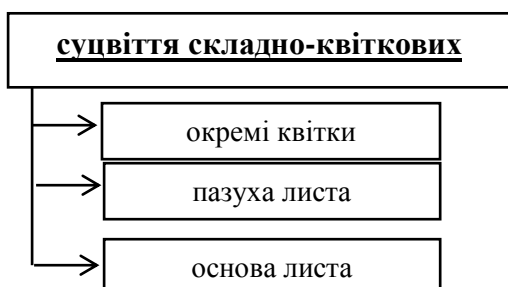 суцвіття складно-квіткових
окремі квітки
пазуха листа
основа листа